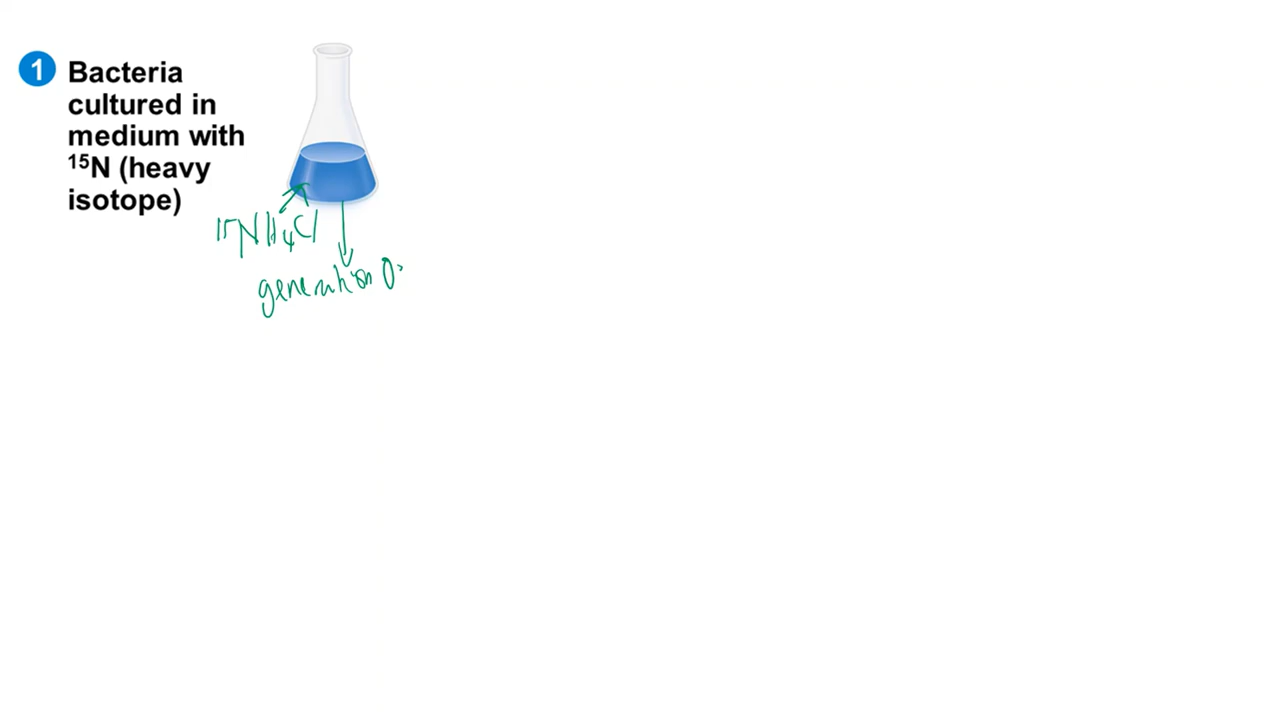 1 Bacteria
cultured in
medium with
¹⁵N (heavy
isotope)
¹⁵NH₄Cl
generation 0